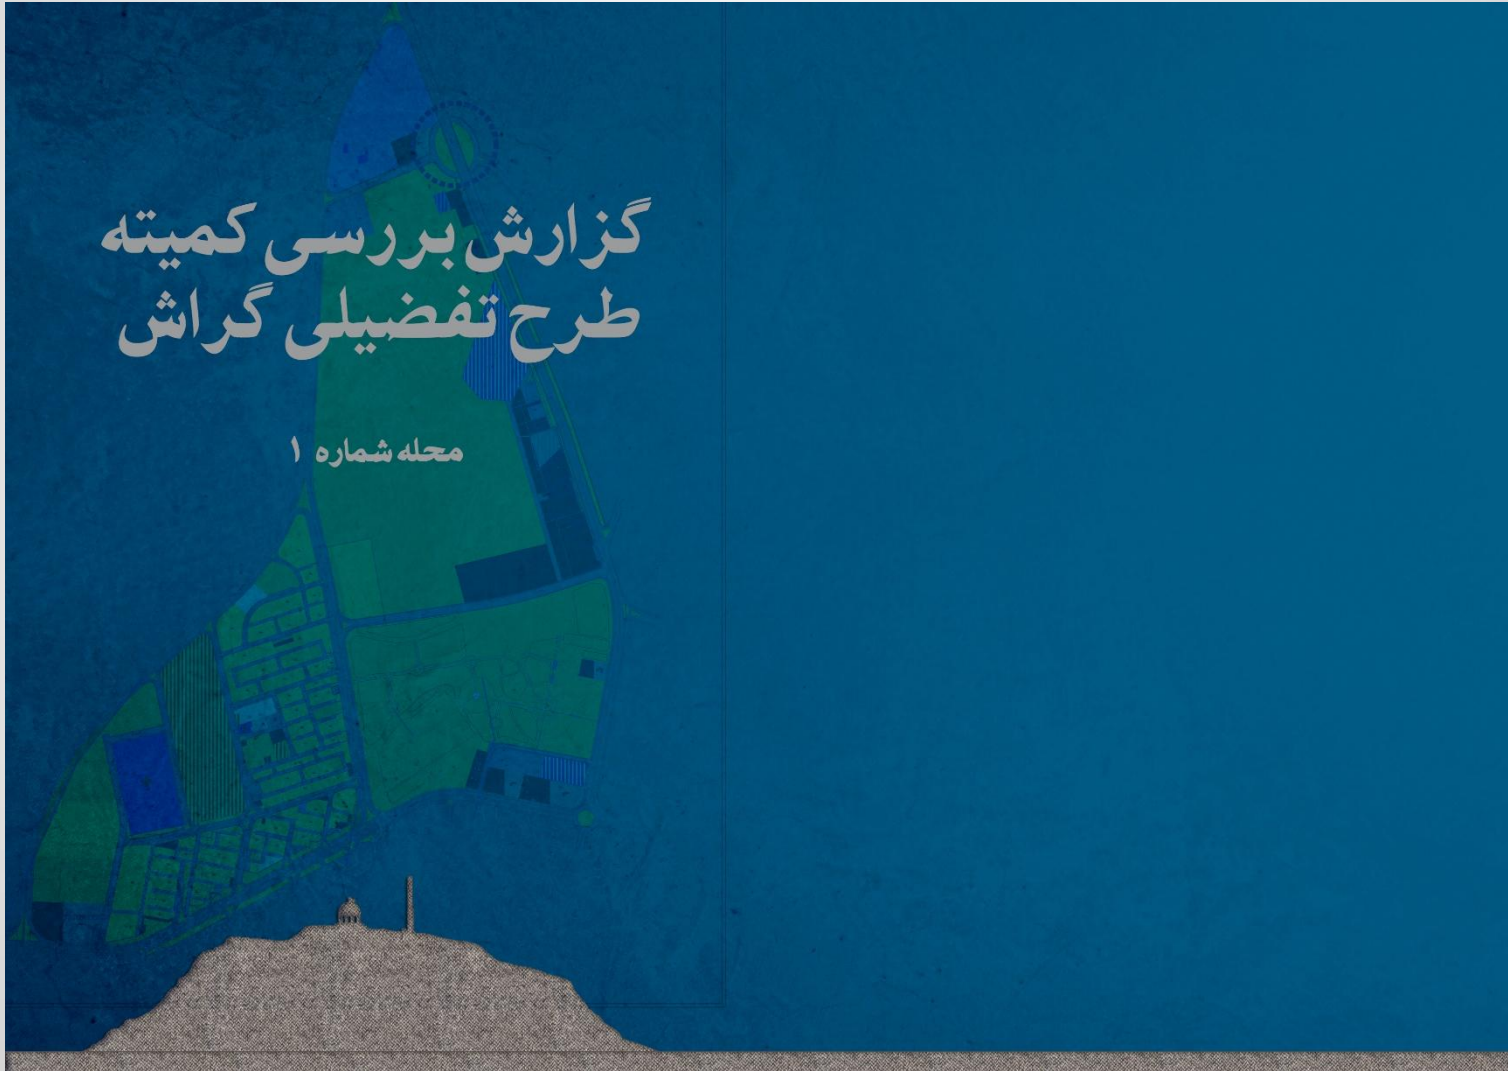 گزارش بررسی کمیته
طرح تفضیلی گراش
محله شماره ۱